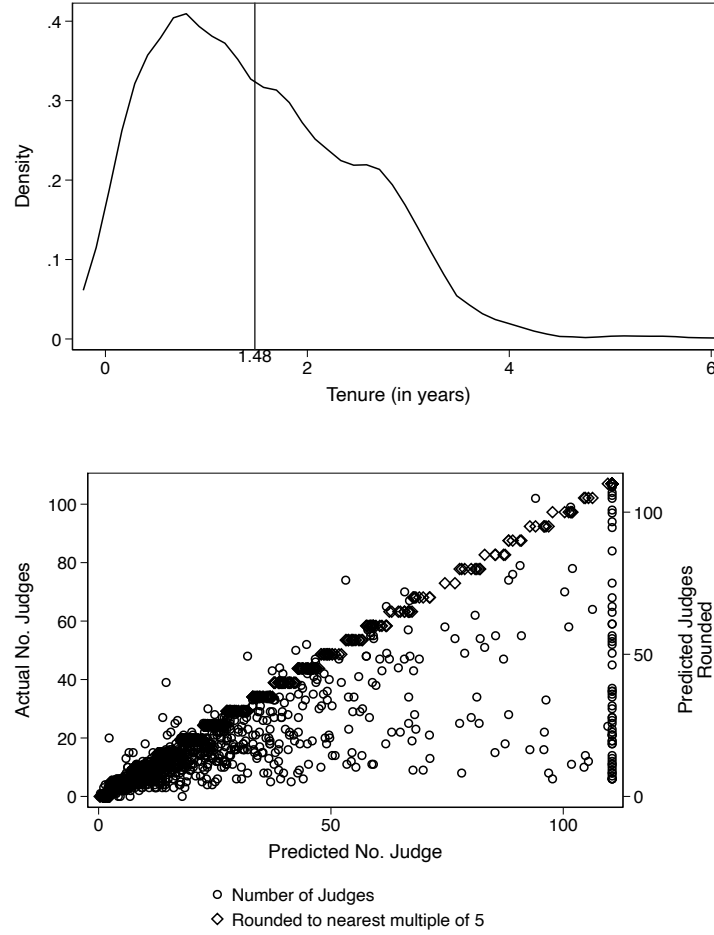 .4
.3
.2
.1
0
Density
0
1.48
2
4
6
Tenure (in years)
100
80
60
40
20
0
Actual No. Judges
100
50
0
Predicted Judges
Rounded
0
50
100
Predicted No. Judge
Number of Judges
Rounded to nearest multiple of 5